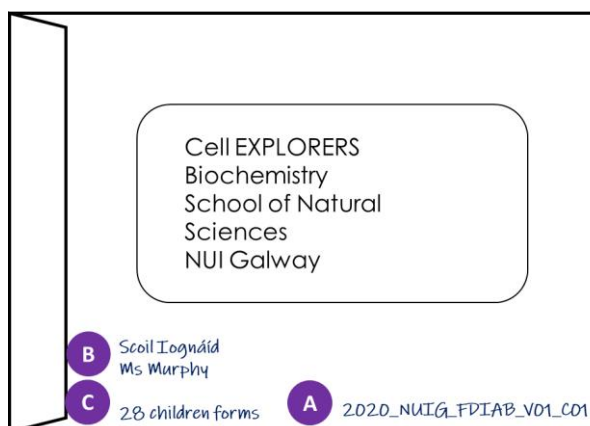 Cell EXPLORERS
Biochemistry
School of Natural
Sciences
NUI Galway
B
Scoil Iognáid
Ms Murphy
C
28 children forms
A
2020_NUIG_FDIAB_V01_C01